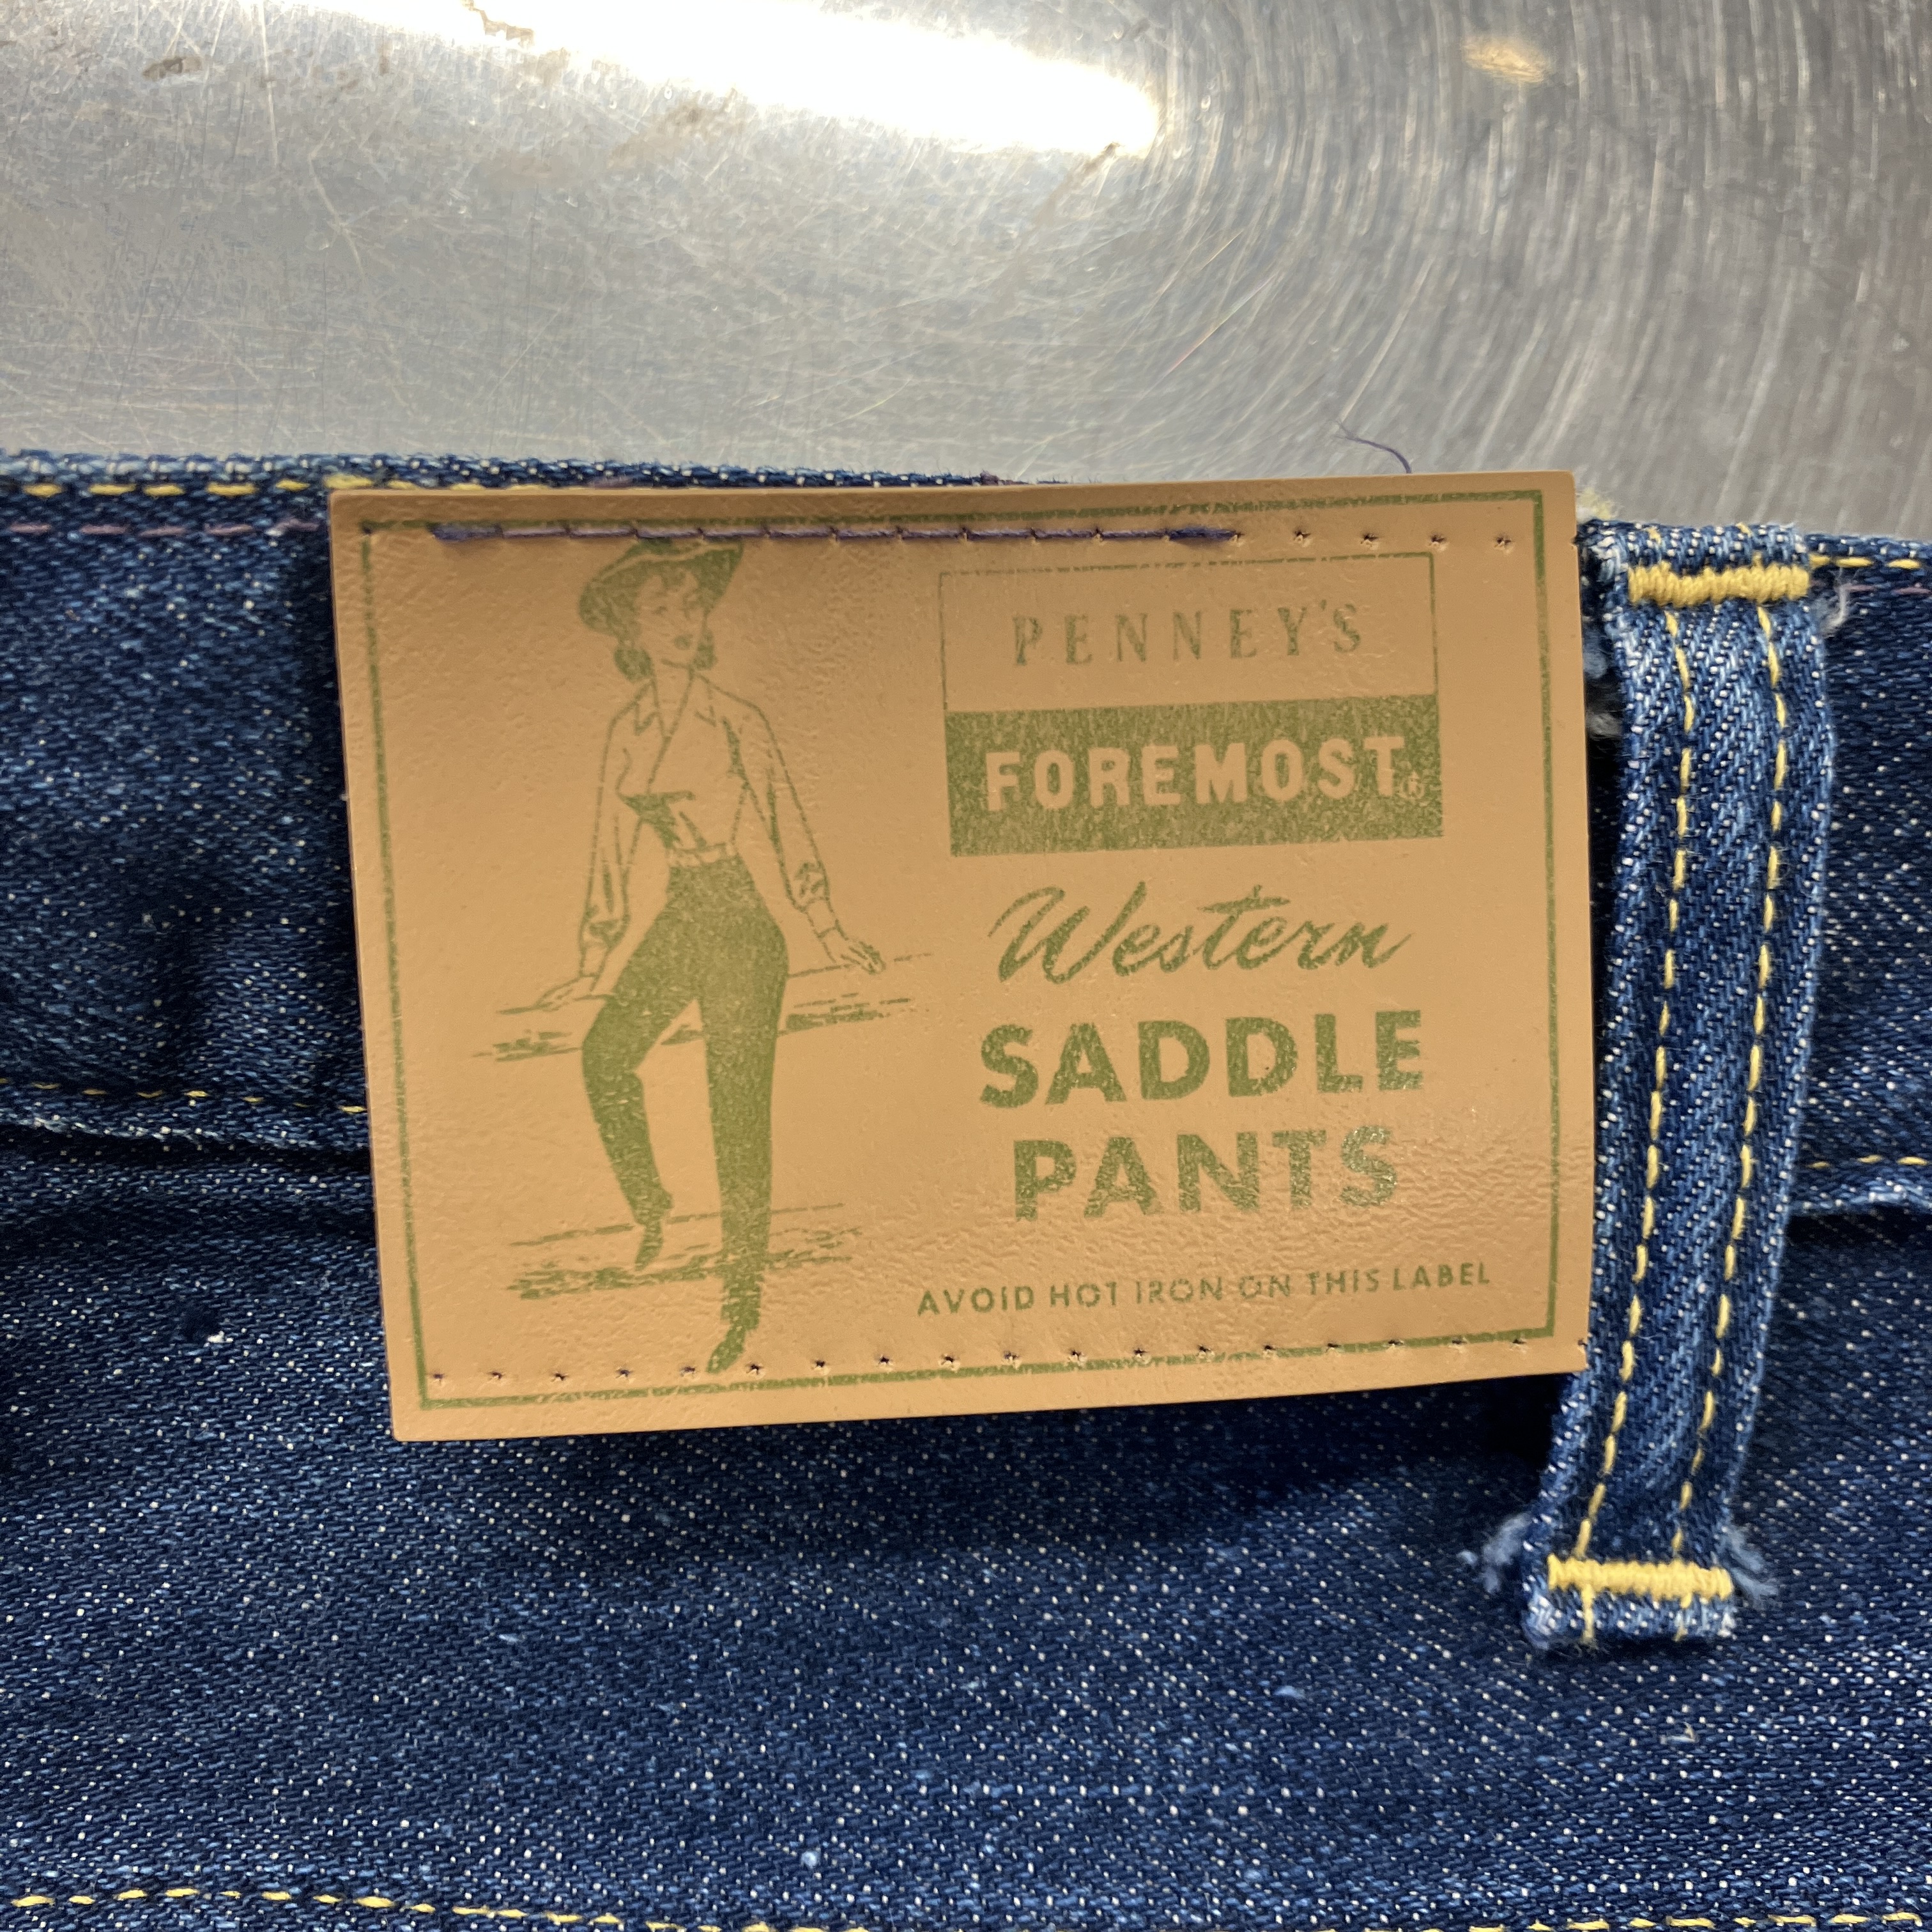 PENNEY'S
FOREMOST®
Western
SADDLE
PANTS
AVOID HOT IRON ON THIS LABEL